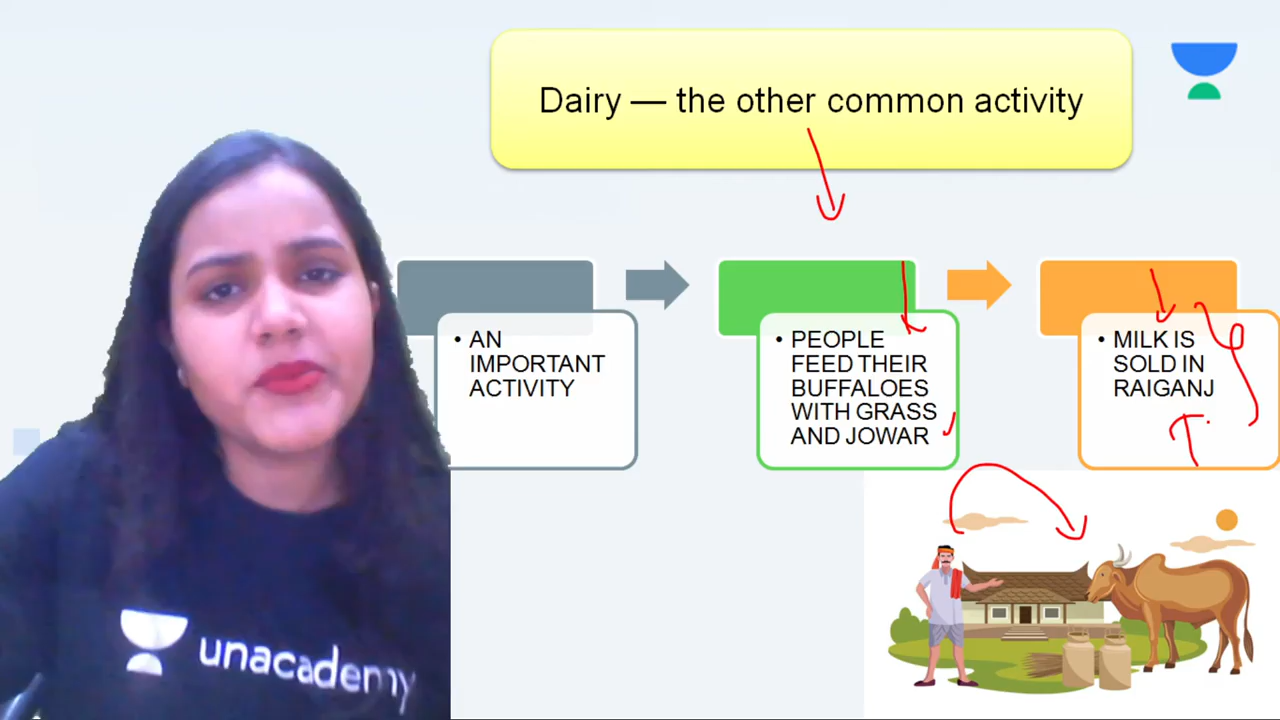 Dairy — the other common activity
• AN
IMPORTANT
ACTIVITY
• PEOPLE
FEED THEIR
BUFFALOES
WITH GRASS
AND JOWAR
• MILK IS
SOLD IN
RAIGANJ
unacademy